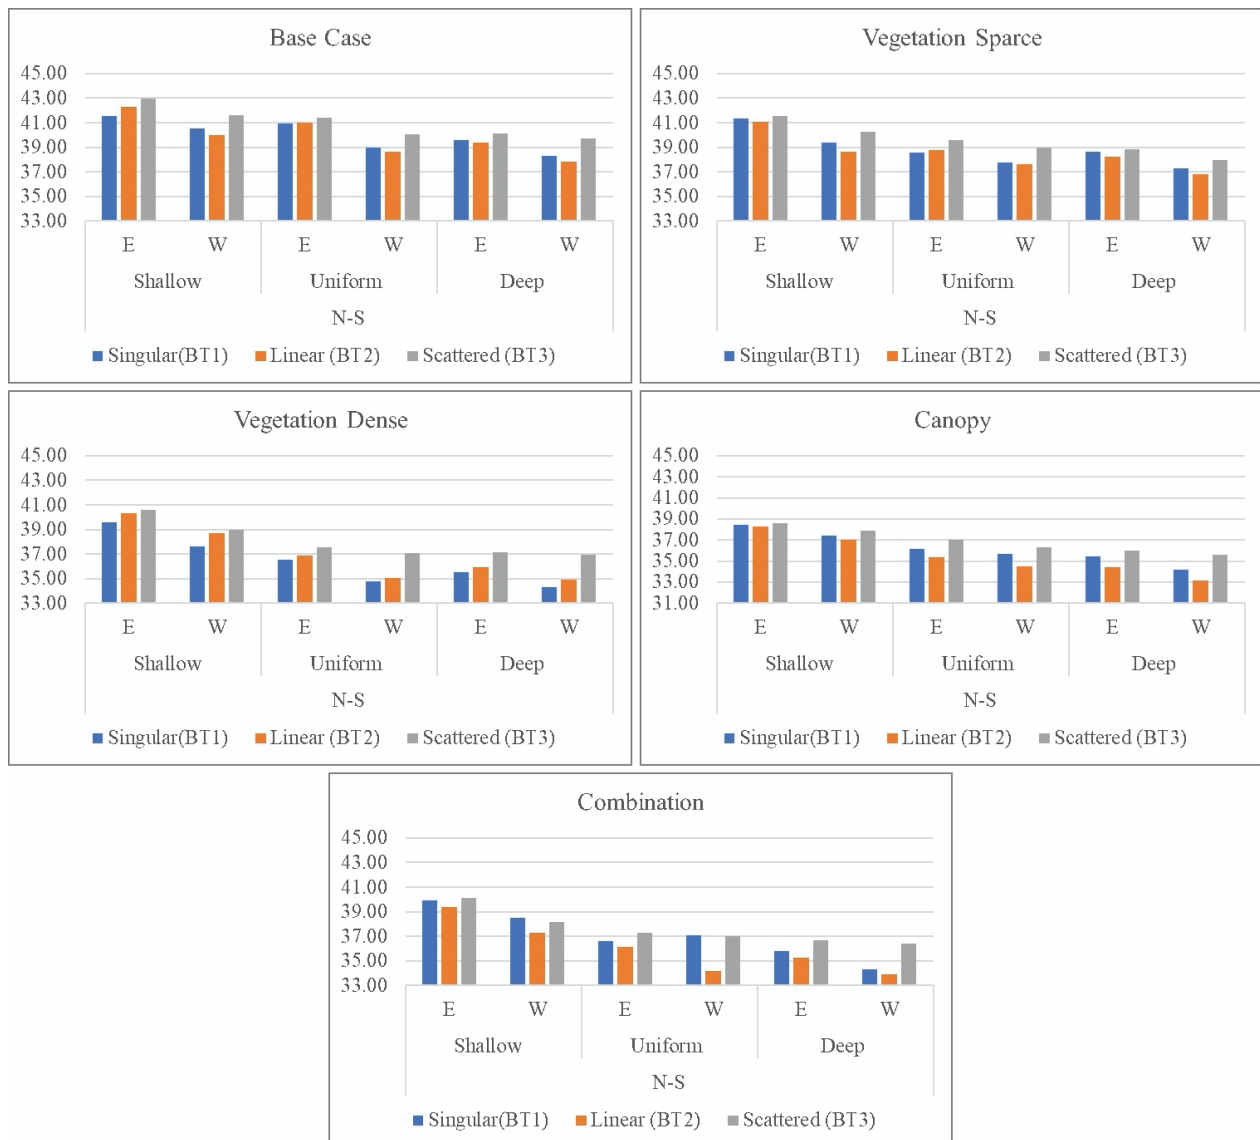 Base Case
45.00
43.00
41.00
39.00
37.00
35.00
33.00
E W E W E W
Shallow Uniform Deep
N-S
Singular(BT1) Linear (BT2) Scattered (BT3)
Vegetation Sparce
45.00
43.00
41.00
39.00
37.00
35.00
33.00
E W E W E W
Shallow Uniform Deep
N-S
Singular(BT1) Linear (BT2) Scattered (BT3)
Vegetation Dense
45.00
43.00
41.00
39.00
37.00
35.00
33.00
E W E W E W
Shallow Uniform Deep
N-S
Singular(BT1) Linear (BT2) Scattered (BT3)
Canopy
45.00
43.00
41.00
39.00
37.00
35.00
33.00
31.00
E W E W E W
Shallow Uniform Deep
N-S
Singular(BT1) Linear (BT2) Scattered (BT3)
Combination
45.00
43.00
41.00
39.00
37.00
35.00
33.00
E W E W E W
Shallow Uniform Deep
N-S
Singular(BT1) Linear (BT2) Scattered (BT3)